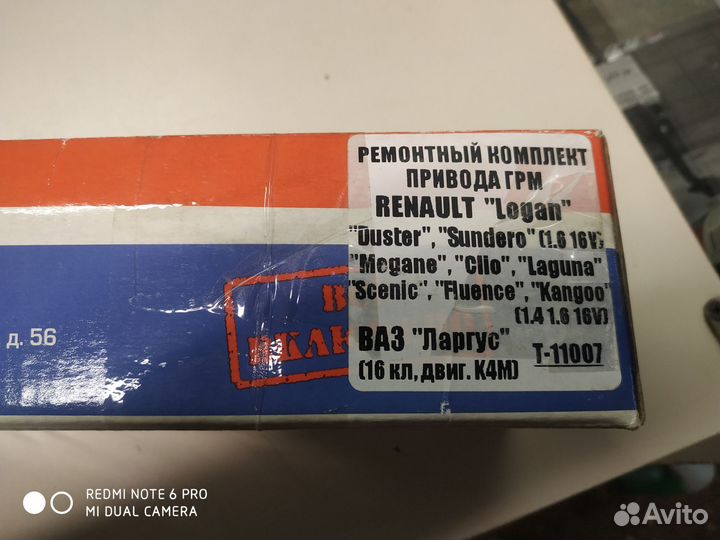 РЕМОНТНЫЙ КОМПЛЕКТ
ПРИВОДА ГРМ
RENAULT "Logan"
"Duster", "Sundero" (1.6 16V)
"Megane", "Clio", "Laguna"
"Scenic", "Fluence", "Kangoo"
(1.4 1.6 16V)
ВАЗ "Ларгус"
(16 кл, двиг. К4М) Т-11007
д. 56
REDMI NOTE 6 PRO
MI DUAL CAMERA
Avito